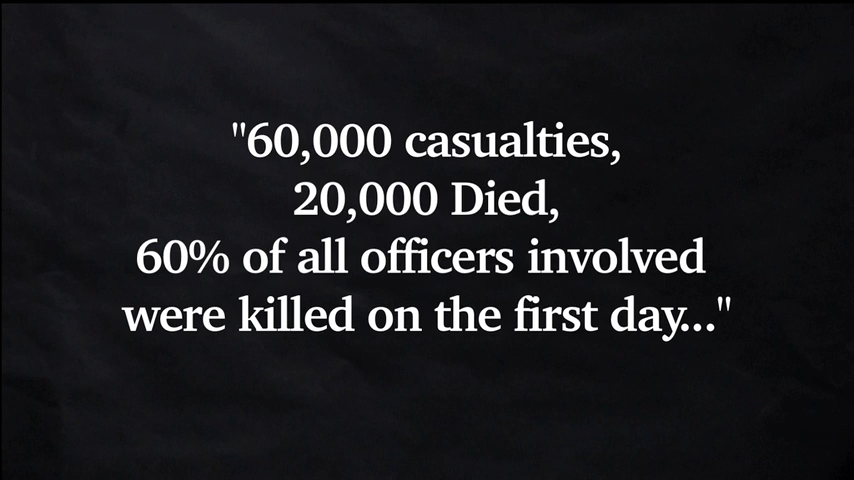 "60,000 casualties,
20,000 Died,
60% of all officers involved
were killed on the first day..."